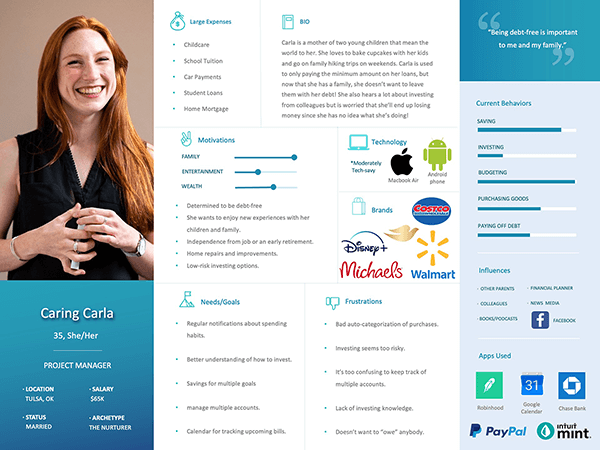 Caring Carla
35, She/Her
PROJECT MANAGER
• LOCATION
TULSA, OK
• SALARY
$65K
• STATUS
MARRIED
• ARCHETYPE
THE NURTURER
Large Expenses
• Childcare
• School Tuition
• Car Payments
• Student Loans
• Home Mortgage
BIO
Carla is a mother of two young children that mean the
world to her. She loves to bake cupcakes with her kids
and go on family hiking trips on weekends. Carla is used
to only paying the minimum amount on her loans, but
now that she has a family, she doesn't want to leave
them with her debt! She also hears a lot about investing
from colleagues but is worried that she'll end up losing
money since she has no idea what she's doing!
Motivations
FAMILY
ENTERTAINMENT
WEALTH
• Determined to be debt-free
• She wants to enjoy new experiences with her
children and family.
• Independence from job or an early retirement.
• Home repairs and improvements.
• Low-risk investing options.
Technology
*Moderately
Tech-savy
Macbook Air
Android
phone
Brands
COSTCO
WHOLESALE
Disney+
Michaels
Walmart
Needs/Goals
• Regular notifications about spending
habits.
• Better understanding of how to invest.
• Savings for multiple goals
• manage multiple accounts.
• Calendar for tracking upcoming bills.
Frustrations
• Bad auto-categorization of purchases.
• Investing seems too risky.
• It's too confusing to keep track of
multiple accounts.
• Lack of investing knowledge.
• Doesn't want to "owe" anybody.
"Being debt-free is important
to me and my family."
Current Behaviors
SAVING
INVESTING
BUDGETING
PURCHASING GOODS
PAYING OFF DEBT
Influences
• OTHER PARENTS
• FINANCIAL PLANNER
• COLLEAGUES
• NEWS MEDIA
• BOOKS/PODCASTS
FACEBOOK
Apps Used
31
Robinhood
Google
Calendar
Chase Bank
PayPal
intuit
mint.